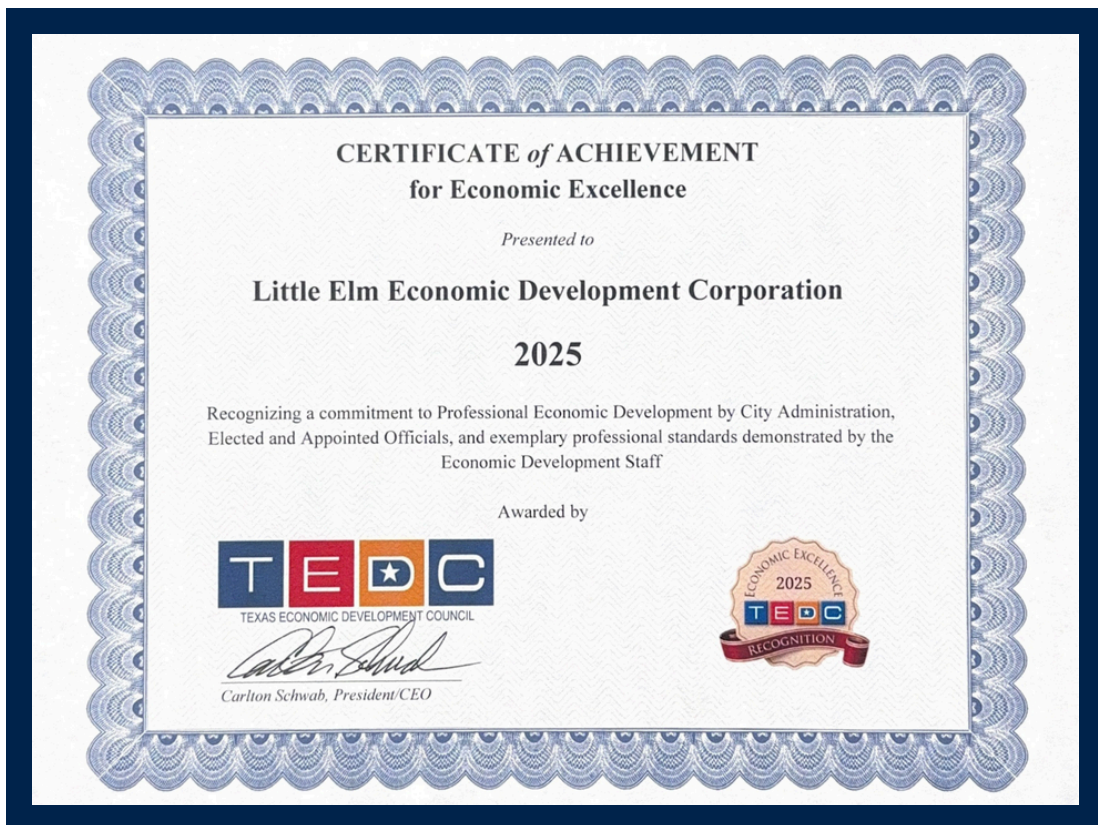 CERTIFICATE of ACHIEVEMENT
for Economic Excellence
Presented to
Little Elm Economic Development Corporation
2025
Recognizing a commitment to Professional Economic Development by City Administration,
Elected and Appointed Officials, and exemplary professional standards demonstrated by the
Economic Development Staff
Awarded by
TEDC
TEXAS ECONOMIC DEVELOPMENT COUNCIL
Carlton Schwab, President/CEO
ECONOMIC EXCELLENCE
2025
TEDC
RECOGNITION